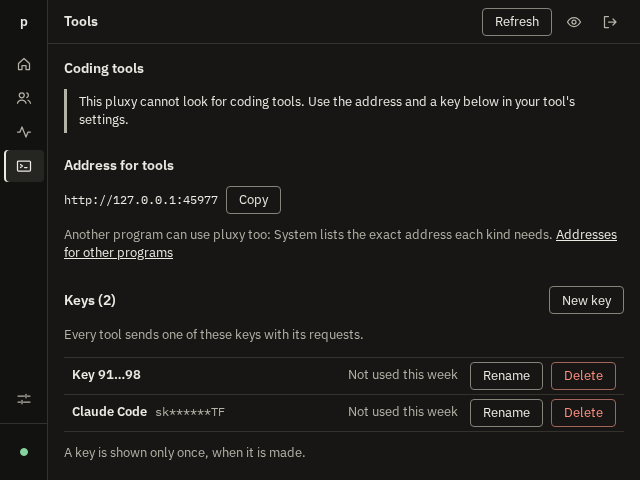 p
Tools
Refresh
Coding tools
This pluxy cannot look for coding tools. Use the address and a key below in your tool's
settings.
Address for tools
http://127.0.0.1:45977
Copy
Another program can use pluxy too: System lists the exact address each kind needs. Addresses
for other programs
Keys (2)
New key
Every tool sends one of these keys with its requests.
Key 91…98
Not used this week
Rename
Delete
Claude Code sk******TF
Not used this week
Rename
Delete
A key is shown only once, when it is made.